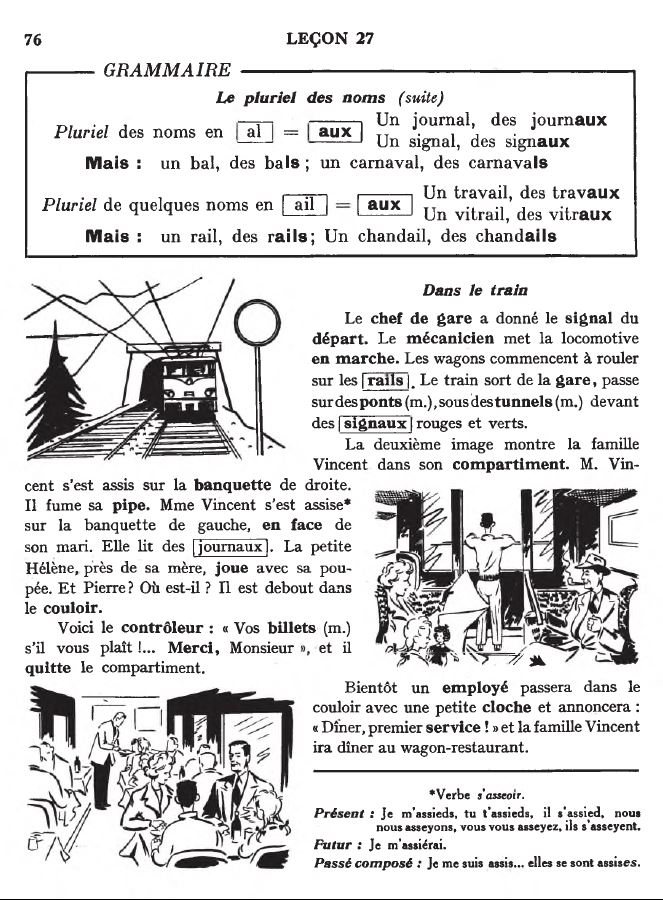 76 LEÇON 27
GRAMMAIRE
Le pluriel des noms (suite)
Pluriel des noms en al = aux Un journal, des journaux
Un signal, des signaux
Mais : un bal, des bals ; un carnaval, des carnavals
Pluriel de quelques noms en ail = aux Un travail, des travaux
Un vitrail, des vitraux
Mais : un rail, des rails; Un chandail, des chandails
Dans le train
Le chef de gare a donné le signal du
départ. Le mécanicien met la locomotive
en marche. Les wagons commencent à rouler
sur les rails. Le train sort de la gare, passe
sur des ponts (m.), sous des tunnels (m.) devant
des signaux rouges et verts.
La deuxième image montre la famille
Vincent dans son compartiment. M. Vin-
cent s'est assis sur la banquette de droite.
Il fume sa pipe. Mme Vincent s'est assise*
sur la banquette de gauche, en face de
son mari. Elle lit des journaux. La petite
Hélène, près de sa mère, joue avec sa pou-
pée. Et Pierre? Où est-il ? Il est debout dans
le couloir.
Voici le contrôleur : « Vos billets (m.)
s'il vous plaît !... Merci, Monsieur », et il
quitte le compartiment.
Bientôt un employé passera dans le
couloir avec une petite cloche et annoncera :
« Dîner, premier service ! » et la famille Vincent
ira dîner au wagon-restaurant.
*Verbe s'asseoir.
Présent : Je m'assieds, tu t'assieds, il s'assied, nous
nous asseyons, vous vous asseyez, ils s'asseyent.
Futur : Je m'assiérai.
Passé composé : Je me suis assis... elles se sont assises.